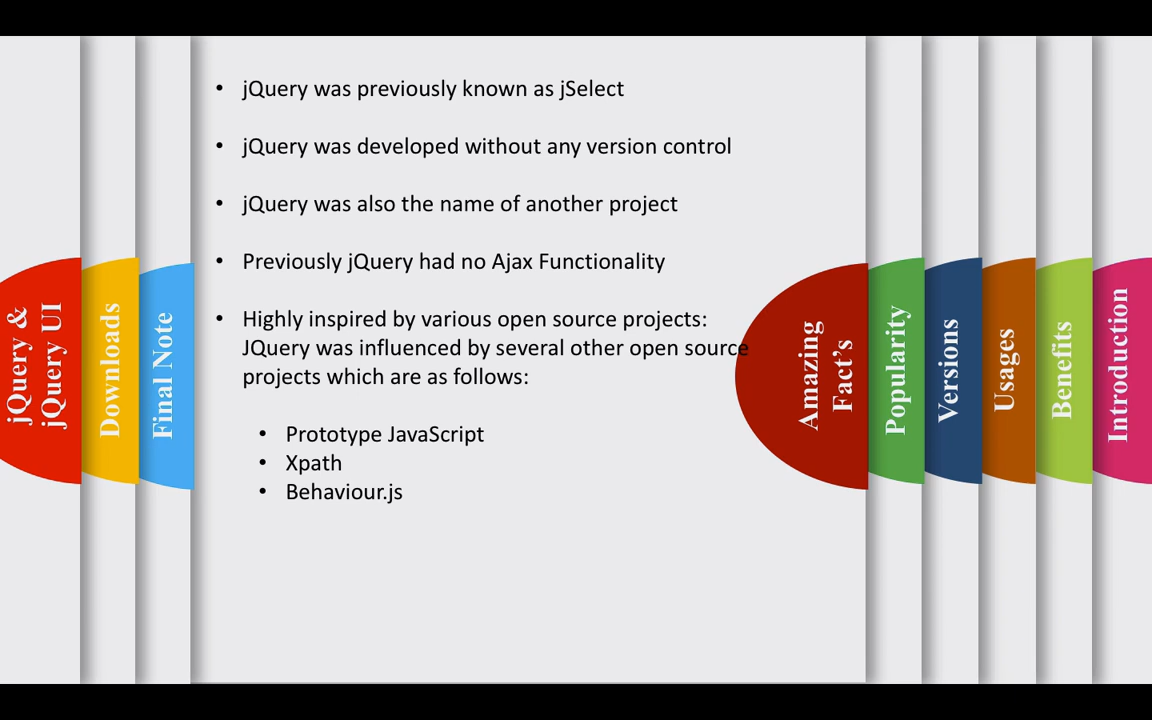 • jQuery was previously known as jSelect
• jQuery was developed without any version control
• jQuery was also the name of another project
• Previously jQuery had no Ajax Functionality
• Highly inspired by various open source projects:
JQuery was influenced by several other open source
projects which are as follows:
• Prototype JavaScript
• Xpath
• Behaviour.js
jQuery &
jQuery UI
Downloads
Final Note
Amazing
Fact's
Popularity
Versions
Usages
Benefits
Introduction